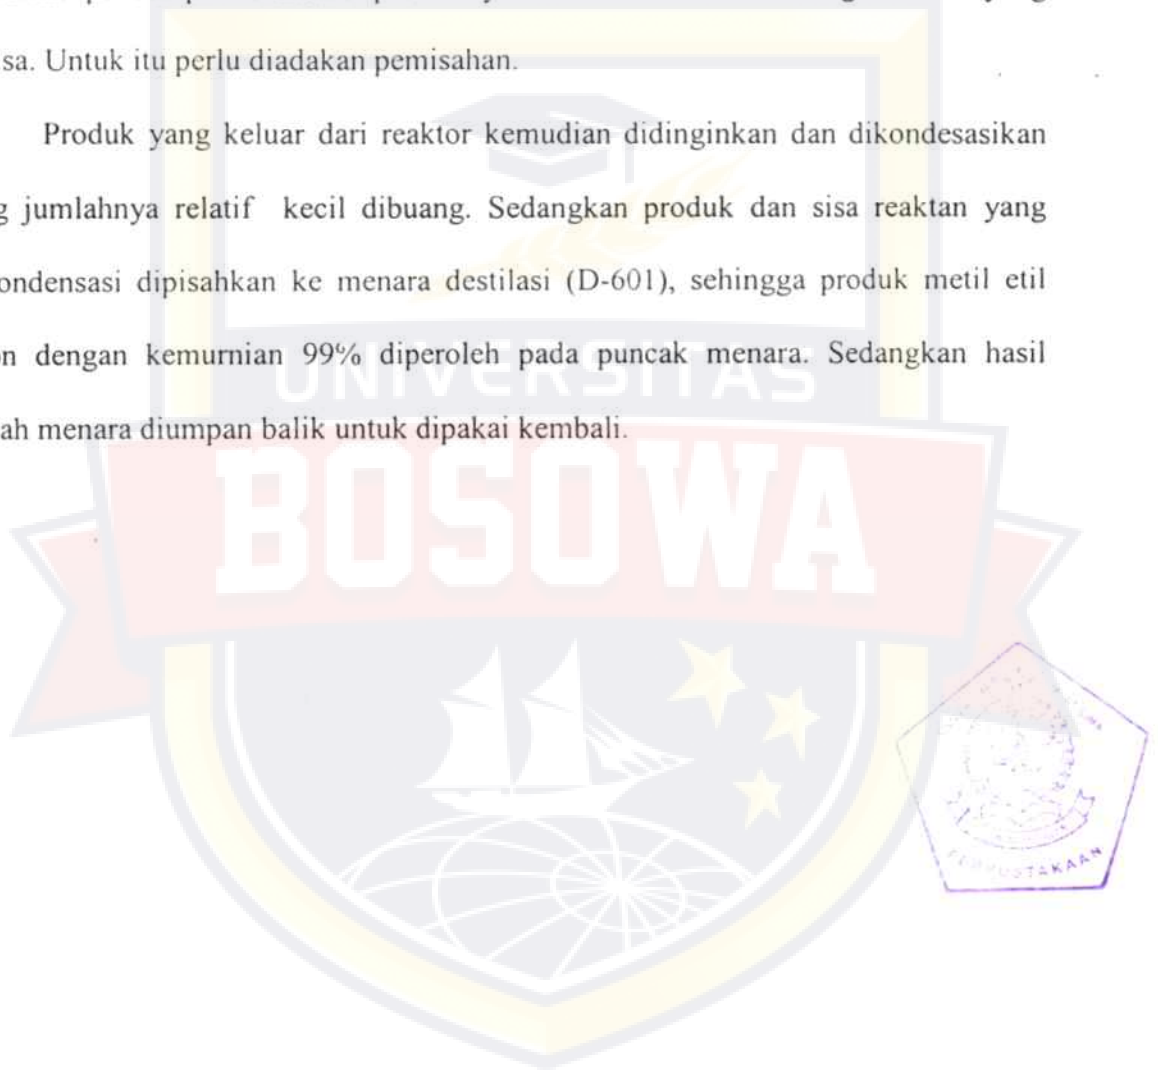 sa. Untuk itu perlu diadakan pemisahan.
Produk yang keluar dari reaktor kemudian didinginkan dan dikondesasikan
g jumlahnya relatif kecil dibuang. Sedangkan produk dan sisa reaktan yang
ondensasi dipisahkan ke menara destilasi (D-601), sehingga produk metil etil
n dengan kemurnian 99% diperoleh pada puncak menara. Sedangkan hasil
ah menara diumpan balik untuk dipakai kembali.
UNIVERSITAS
BOSOWA
PERPUSTAKAAN